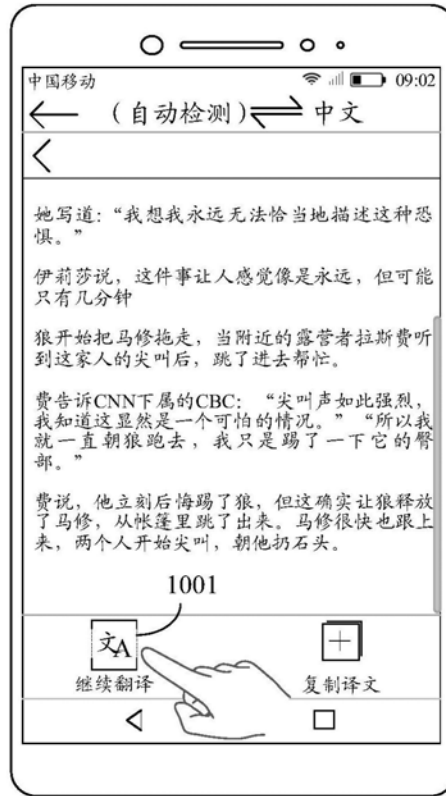 中国移动 09:02
(自动检测) 中文
她写道：“我想我永远无法恰当地描述这种恐
惧。”
伊莉莎说，这件事让人感觉像是永远，但可能
只有几分钟
狼开始把马修拖走，当附近的露营者拉斯费听
到这家人的尖叫后，跳了进去帮忙。
费告诉CNN下属的CBC： “尖叫声如此强烈，
我知道这显然是一个可怕的情况。” “所以我
就一直朝狼跑去，我只是踢了一下它的臀
部。”
费说，他立刻后悔踢了狼，但这确实让狼释放
了马修，从帐篷里跳了出来。马修很快也跟上
来，两个人开始尖叫，朝他扔石头。
1001
文A
继续翻译 复制译文